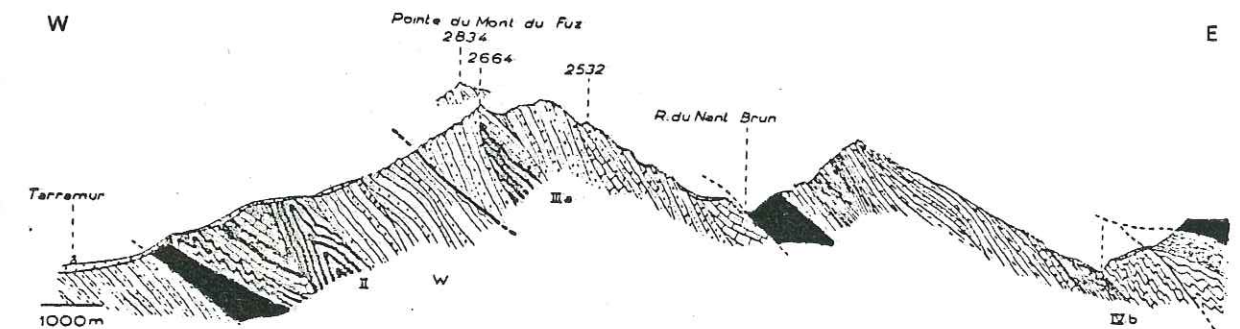 W
E
Pointe du Mont du Fuz
2834
2664
2532
R. du Nant Brun
Tarramur
IIIa
II
W
IVb
1000m